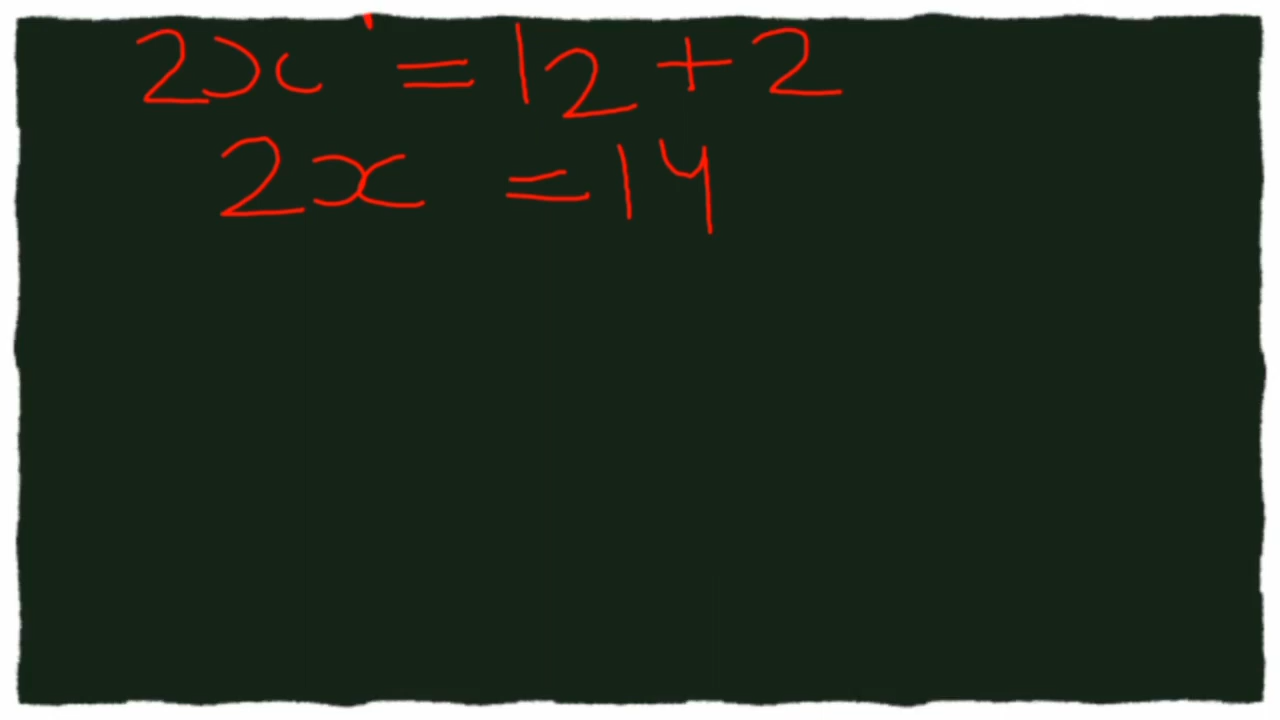 2x = 12 + 2
2x = 14